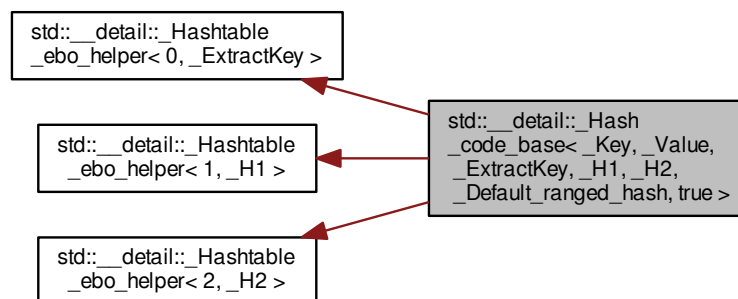 std::__detail::_Hashtable
_ebo_helper< 0, _ExtractKey >
std::__detail::_Hash
_code_base< _Key, _Value,
_ExtractKey, _H1, _H2,
_Default_ranged_hash, true >
std::__detail::_Hashtable
_ebo_helper< 1, _H1 >
std::__detail::_Hashtable
_ebo_helper< 2, _H2 >